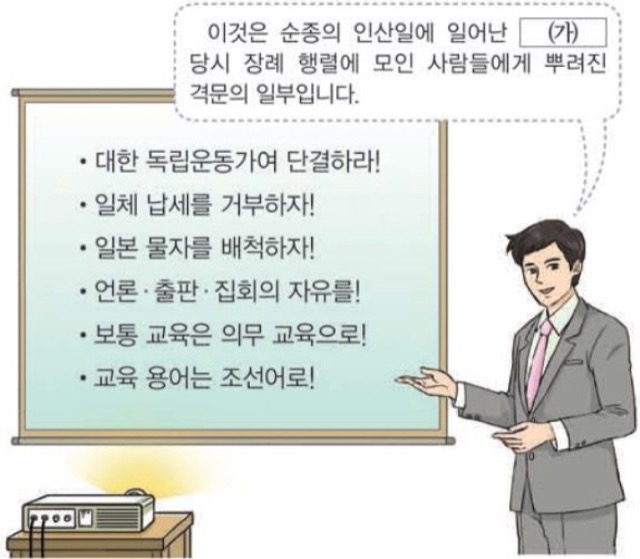 이것은 순종의 인산일에 일어난 (가)
당시 장례 행렬에 모인 사람들에게 뿌려진
격문의 일부입니다.
• 대한 독립운동가여 단결하라!
• 일체 납세를 거부하자!
• 일본 물자를 배척하자!
• 언론·출판·집회의 자유를!
• 보통 교육은 의무 교육으로!
• 교육 용어는 조선어로!